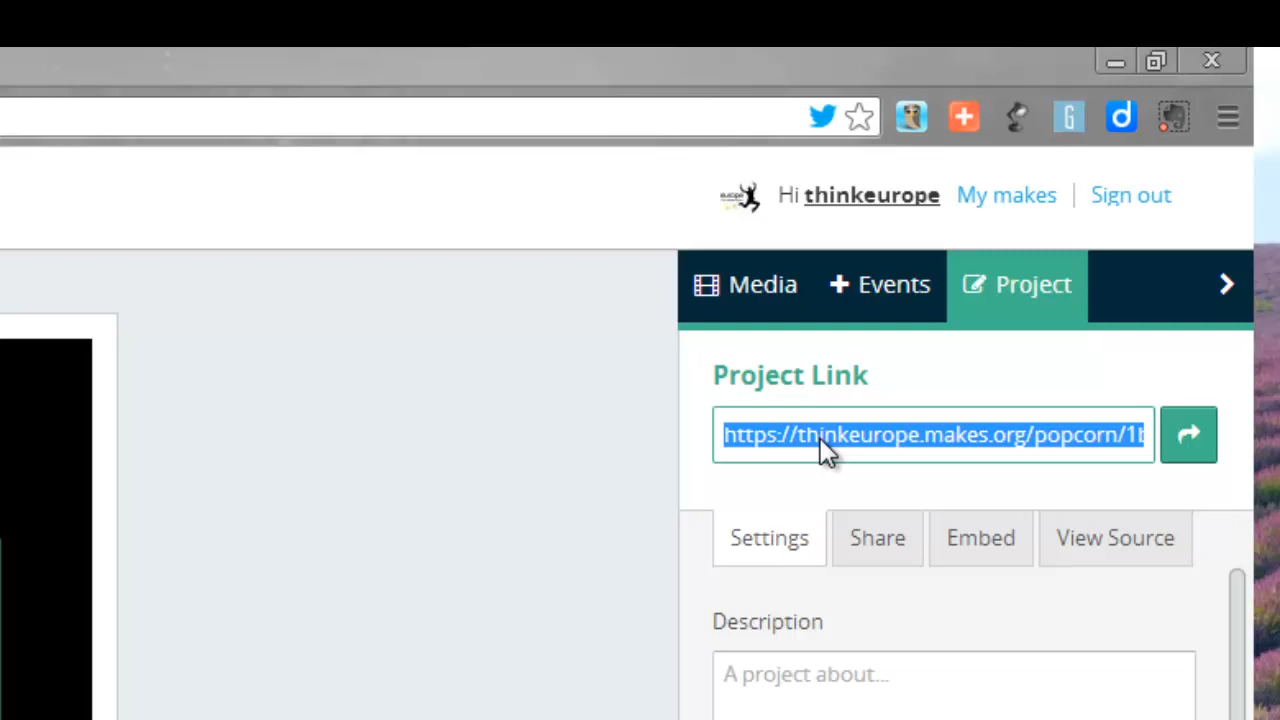 Hi thinkeurope My makes Sign out
Media Events Project
Project Link
https://thinkeurope.makes.org/popcorn/1b
Settings Share Embed View Source
Description
A project about...